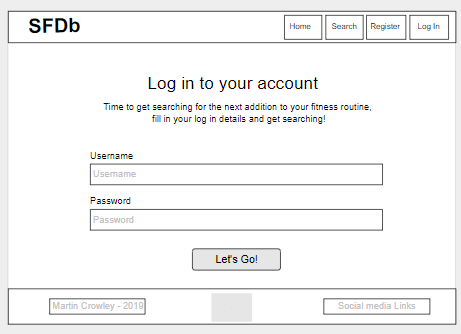 SFDb
Home
Search
Register
Log In
Log in to your account
Time to get searching for the next addition to your fitness routine,
fill in your log in details and get searching!
Username
Username
Password
Password
Let's Go!
Martin Crowley - 2019
Social media Links